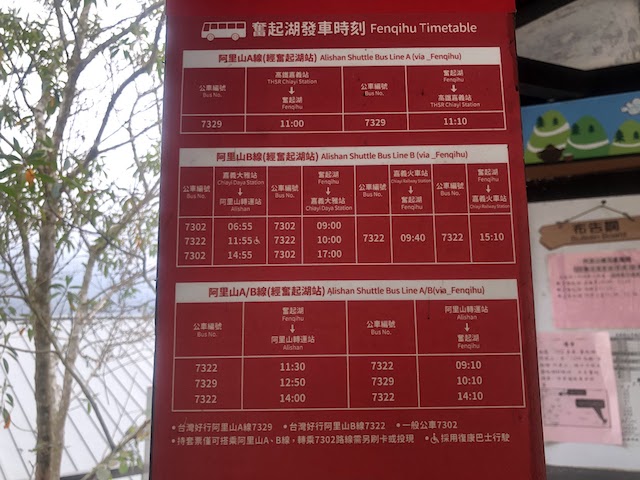 奮起湖發車時刻 Fenqihu Timetable
阿里山A線(經奮起湖站) Alishan Shuttle Bus Line A (via _Fenqihu)
公車編號 Bus No.
高鐵嘉義站 THSR Chiayi Station ↓ 奮起湖 Fenqihu
公車編號 Bus No.
奮起湖 Fenqihu ↓ 高鐵嘉義站 THSR Chiayi Station
7329 11:00 7329 11:10
阿里山B線(經奮起湖站) Alishan Shuttle Bus Line B (via _Fenqihu)
公車編號 Bus No.
嘉義大雅站 Chiayi Daya Station ↓ 阿里山轉運站 Alishan
公車編號 Bus No.
奮起湖 Fenqihu ↓ 嘉義大雅站 Chiayi Daya Station
公車編號 Bus No.
嘉義火車站 Chiayi Railway Station ↓ 奮起湖 Fenqihu
公車編號 Bus No.
奮起湖 Fenqihu ↓ 嘉義火車站 Chiayi Railway Station
7302 06:55 7302 09:00
7322 11:55 7322 10:00 7322 09:40 7322 15:10
7302 14:55 7302 17:00
阿里山A/B線(經奮起湖站) Alishan Shuttle Bus Line A/B(via_Fenqihu)
公車編號 Bus No.
奮起湖 Fenqihu ↓ 阿里山轉運站 Alishan
公車編號 Bus No.
阿里山轉運站 Alishan ↓ 奮起湖 Fenqihu
7322 11:30 7322 09:10
7329 12:50 7329 10:10
7322 14:00 7322 14:10
•台灣好行阿里山A線7329 •台灣好行阿里山B線7322 •一般公車7302
•持套票僅可搭乘阿里山A、B線，轉乘7302路線需另刷卡或投現 •採用復康巴士行駛
布告欄
Bulletin Board